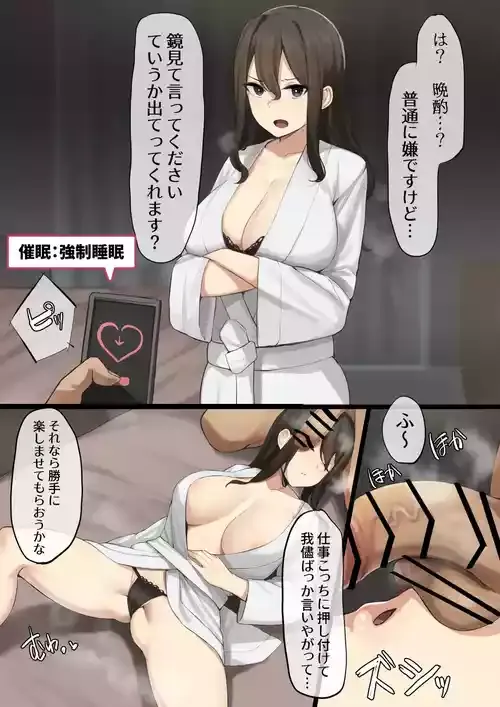 は？　晩酌…？
普通に嫌ですけど…
鏡見て言ってください
ていうか出てってくれます？
催眠：強制睡眠
ピッ
ふ～
ほか
ほか
仕事こっちに押し付けて
我儘ばっか言いやがって…
それなら勝手に
楽しませてもらおうかな
むわぁ
ズシッ